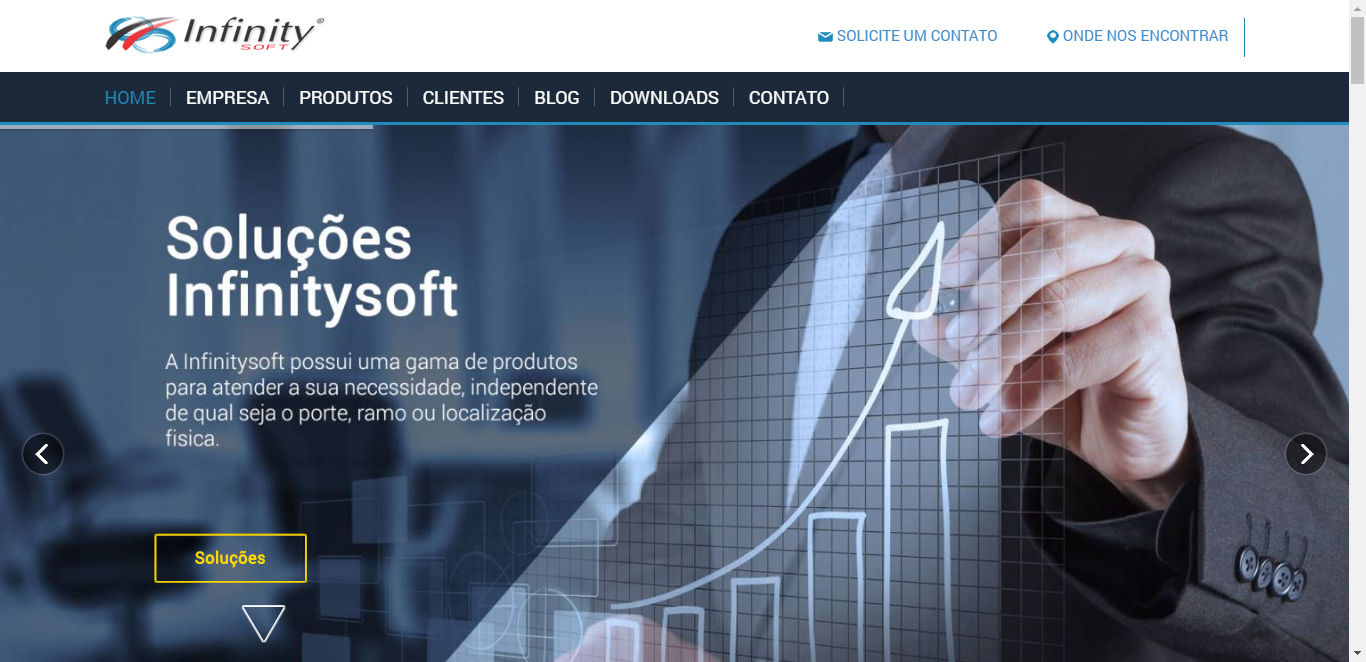 Infinity®
SOFT
SOLICITE UM CONTATO
ONDE NOS ENCONTRAR
HOME
EMPRESA
PRODUTOS
CLIENTES
BLOG
DOWNLOADS
CONTATO
Soluções
Infinitysoft
A Infinitysoft possui uma gama de produtos
para atender a sua necessidade, independente
de qual seja o porte, ramo ou localização
fisica.
Soluções